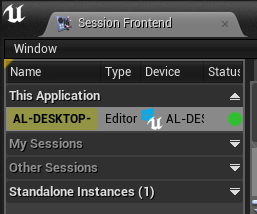 Session Frontend
Window
Name Type Device Status
This Application
AL-DESKTOP- Editor AL-DES
My Sessions
Other Sessions
Standalone Instances (1)